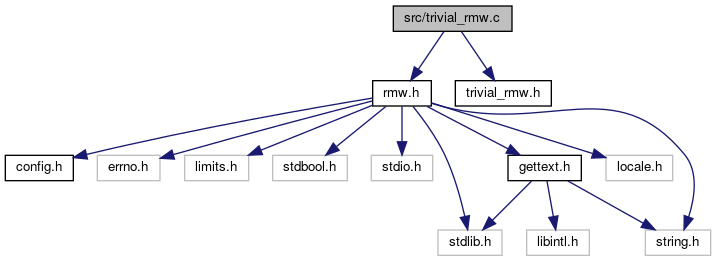 src/trivial_rmw.c
rmw.h
trivial_rmw.h
config.h
errno.h
limits.h
stdbool.h
stdio.h
gettext.h
locale.h
stdlib.h
libintl.h
string.h